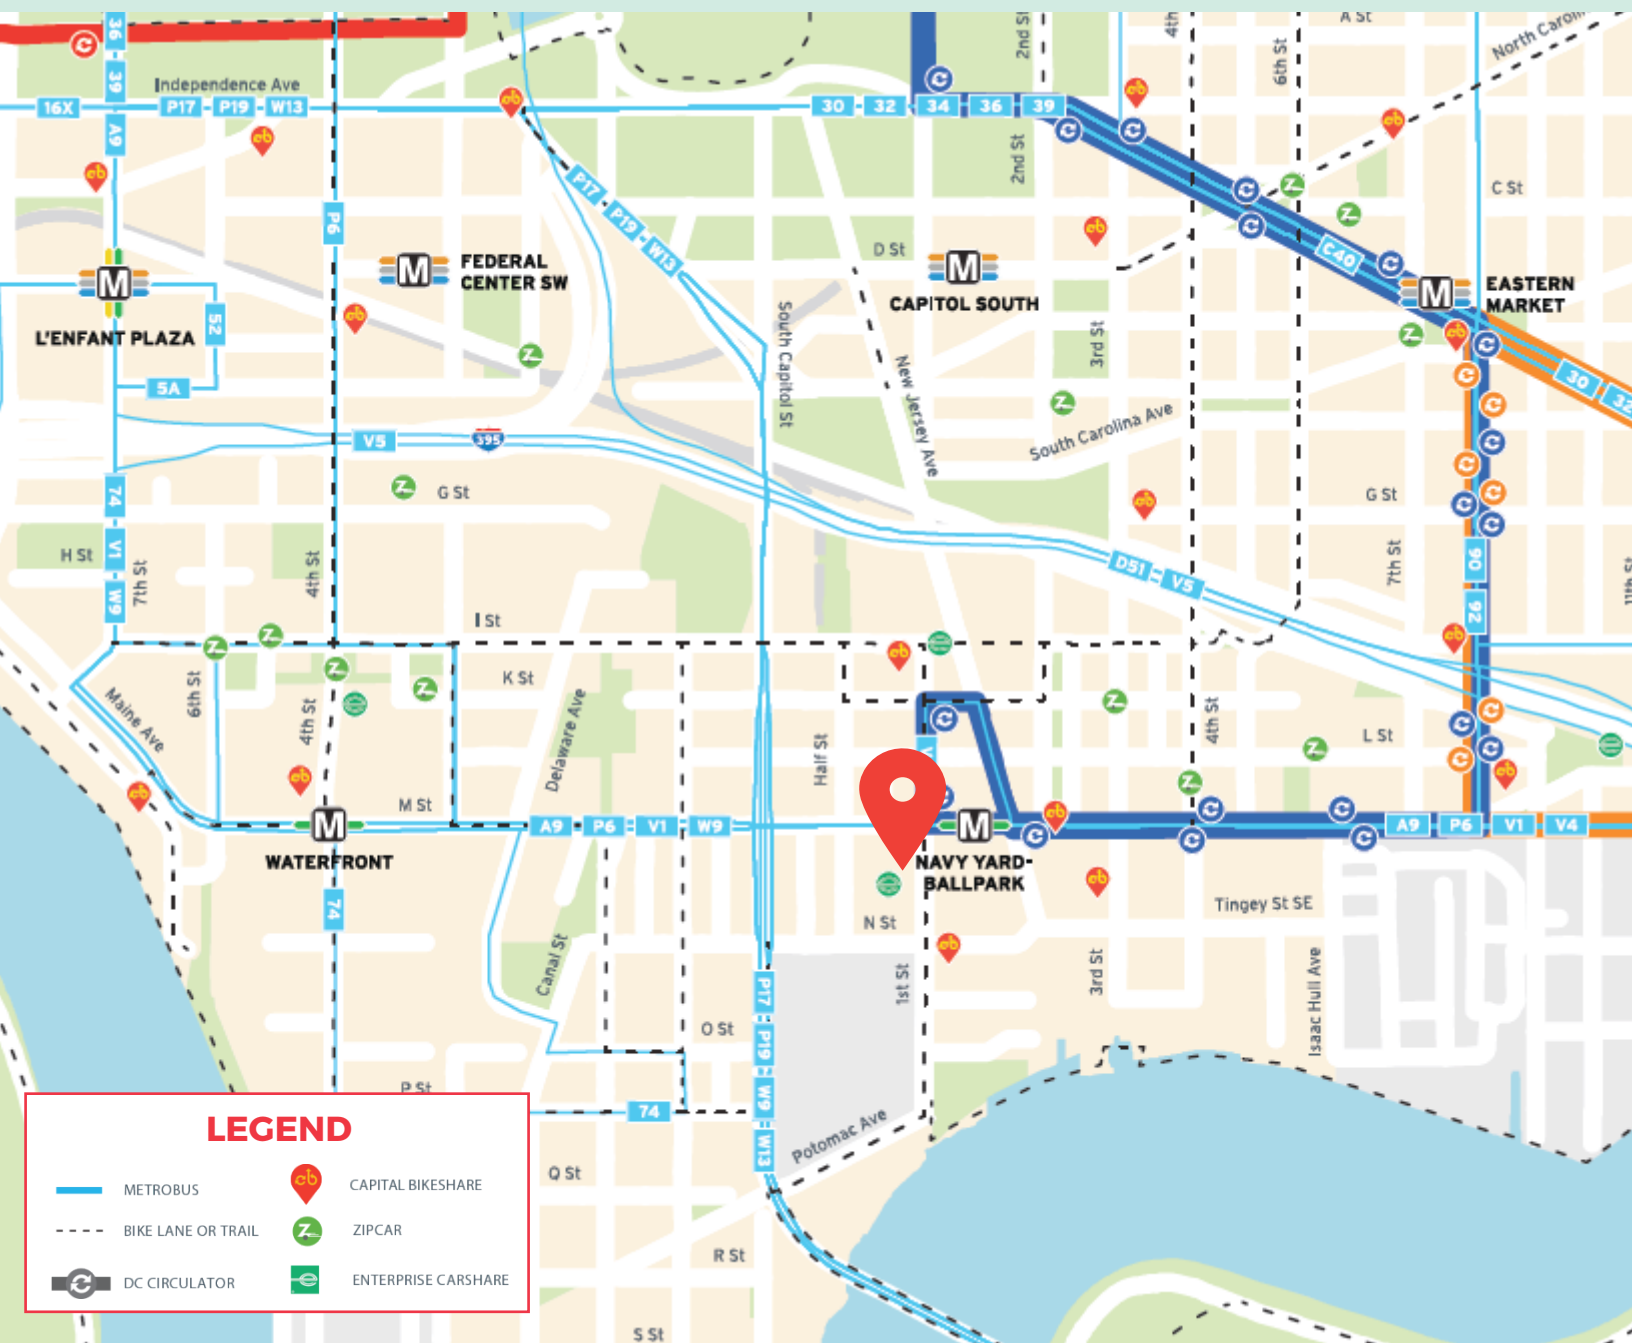 36
39
A9
Independence Ave
16X
P17
P19
W13
30
32
34
36
39
2nd St
4th
6th St
A St
North Carolin
2nd St
C St
P6
P17
P19
W13
D St
C40
M
L'ENFANT PLAZA
M
FEDERAL
CENTER SW
M
CAPITOL SOUTH
M
EASTERN
MARKET
52
5A
South Capitol St
New Jersey Ave
3rd St
South Carolina Ave
30
32
V5
395
G St
G St
74
V1
W9
H St
7th St
4th St
D51
V5
7th St
90
92
11th St
I St
K St
Maine Ave
6th St
4th St
Delaware Ave
Half St
4th St
L St
V
M St
M
WATERFRONT
A9
P6
V1
W9
M
NAVY YARD-
BALLPARK
A9
P6
V1
V4
74
N St
Tingey St SE
Canal St
1st St
3rd St
Isaac Hull Ave
O St
P17
P19
W9
W13
P St
74
Potomac Ave
Q St
R St
S St
LEGEND
METROBUS
CAPITAL BIKESHARE
BIKE LANE OR TRAIL
ZIPCAR
DC CIRCULATOR
ENTERPRISE CARSHARE